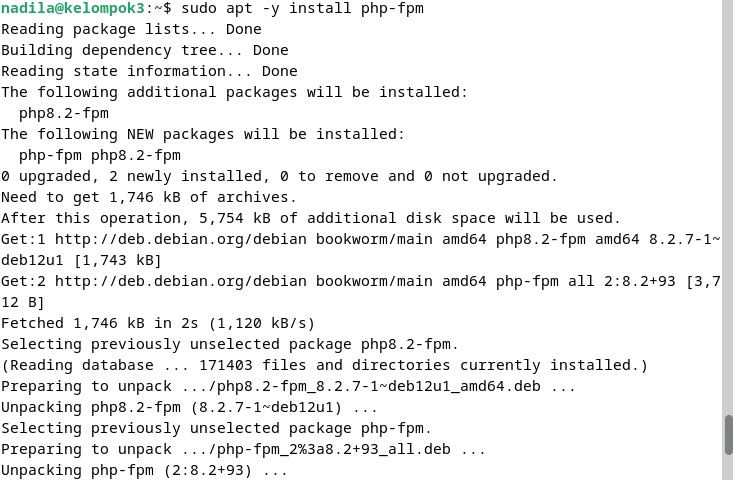 nadila@kelompok3:~$ sudo apt -y install php-fpm
Reading package lists... Done
Building dependency tree... Done
Reading state information... Done
The following additional packages will be installed:
  php8.2-fpm
The following NEW packages will be installed:
  php-fpm php8.2-fpm
0 upgraded, 2 newly installed, 0 to remove and 0 not upgraded.
Need to get 1,746 kB of archives.
After this operation, 5,754 kB of additional disk space will be used.
Get:1 http://deb.debian.org/debian bookworm/main amd64 php8.2-fpm amd64 8.2.7-1~
deb12u1 [1,743 kB]
Get:2 http://deb.debian.org/debian bookworm/main amd64 php-fpm all 2:8.2+93 [3,7
12 B]
Fetched 1,746 kB in 2s (1,120 kB/s)
Selecting previously unselected package php8.2-fpm.
(Reading database ... 171403 files and directories currently installed.)
Preparing to unpack .../php8.2-fpm_8.2.7-1~deb12u1_amd64.deb ...
Unpacking php8.2-fpm (8.2.7-1~deb12u1) ...
Selecting previously unselected package php-fpm.
Preparing to unpack .../php-fpm_2%3a8.2+93_all.deb ...
Unpacking php-fpm (2:8.2+93) ...